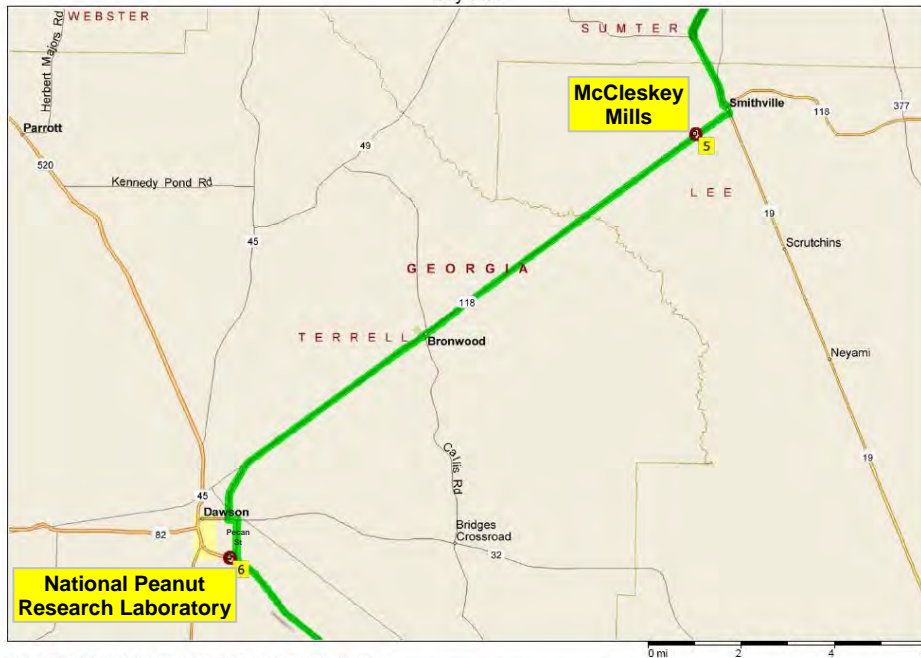 WEBSTER
SUMTER
Herbert Majors Rd
McCleskey
Mills
Smithville
118
377
Parrott
5
49
520
Kennedy Pond Rd
LEE
19
45
Scrutchins
GEORGIA
118
TERRELL
Bronwood
Neyami
Callis Rd
19
45
Dawson
82
Pecan
St
Bridges
Crossroad
32
6
National Peanut
Research Laboratory
0 mi 2 4